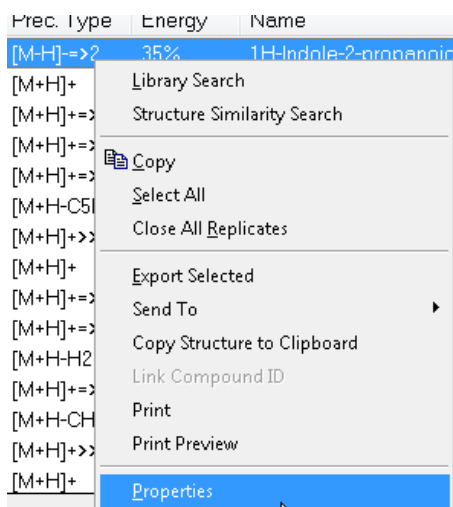 Prec. Type Energy Name
[M-H]-=>2 35% 1H-Indole-2-propanoic
[M+H]+ Library Search
[M+H]+=> Structure Similarity Search
[M+H]+=>
[M+H]+=> Copy
[M+H-C5 Select All
[M+H]+>> Close All Replicates
[M+H]+
[M+H]+=> Export Selected
[M+H]+=> Send To
[M+H-H2 Copy Structure to Clipboard
[M+H]+=> Link Compound ID
[M+H-CH Print
[M+H]+>> Print Preview
[M+H]+ Properties